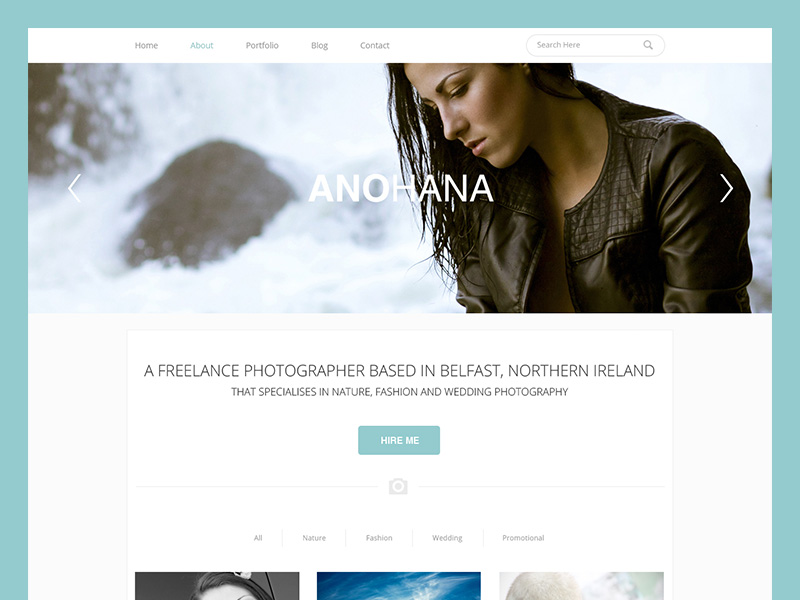 Home About Portfolio Blog Contact Search Here
ANOHANA
A FREELANCE PHOTOGRAPHER BASED IN BELFAST, NORTHERN IRELAND
THAT SPECIALISES IN NATURE, FASHION AND WEDDING PHOTOGRAPHY
HIRE ME
All Nature Fashion Wedding Promotional